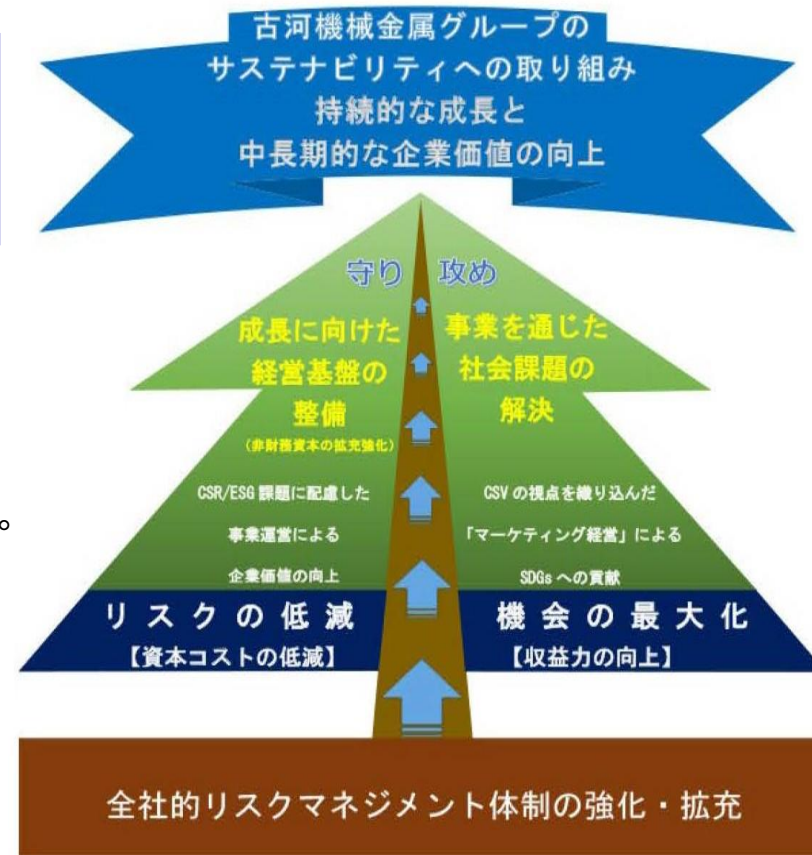 古河機械金属グループの
サステナビリティへの取り組み
持続的な成長と
中長期的な企業価値の向上
守り
攻め
成長に向けた
経営基盤の
整備
(非財務資本の拡充強化)
CSR/ESG 課題に配慮した
事業運営による
企業価値の向上
事業を通じた
社会課題の
解決
CSV の視点を織り込んだ
「マーケティング経営」による
SDGs への貢献
。
リスクの低減
【資本コストの低減】
機会の最大化
【収益力の向上】
全社的リスクマネジメント体制の強化・拡充